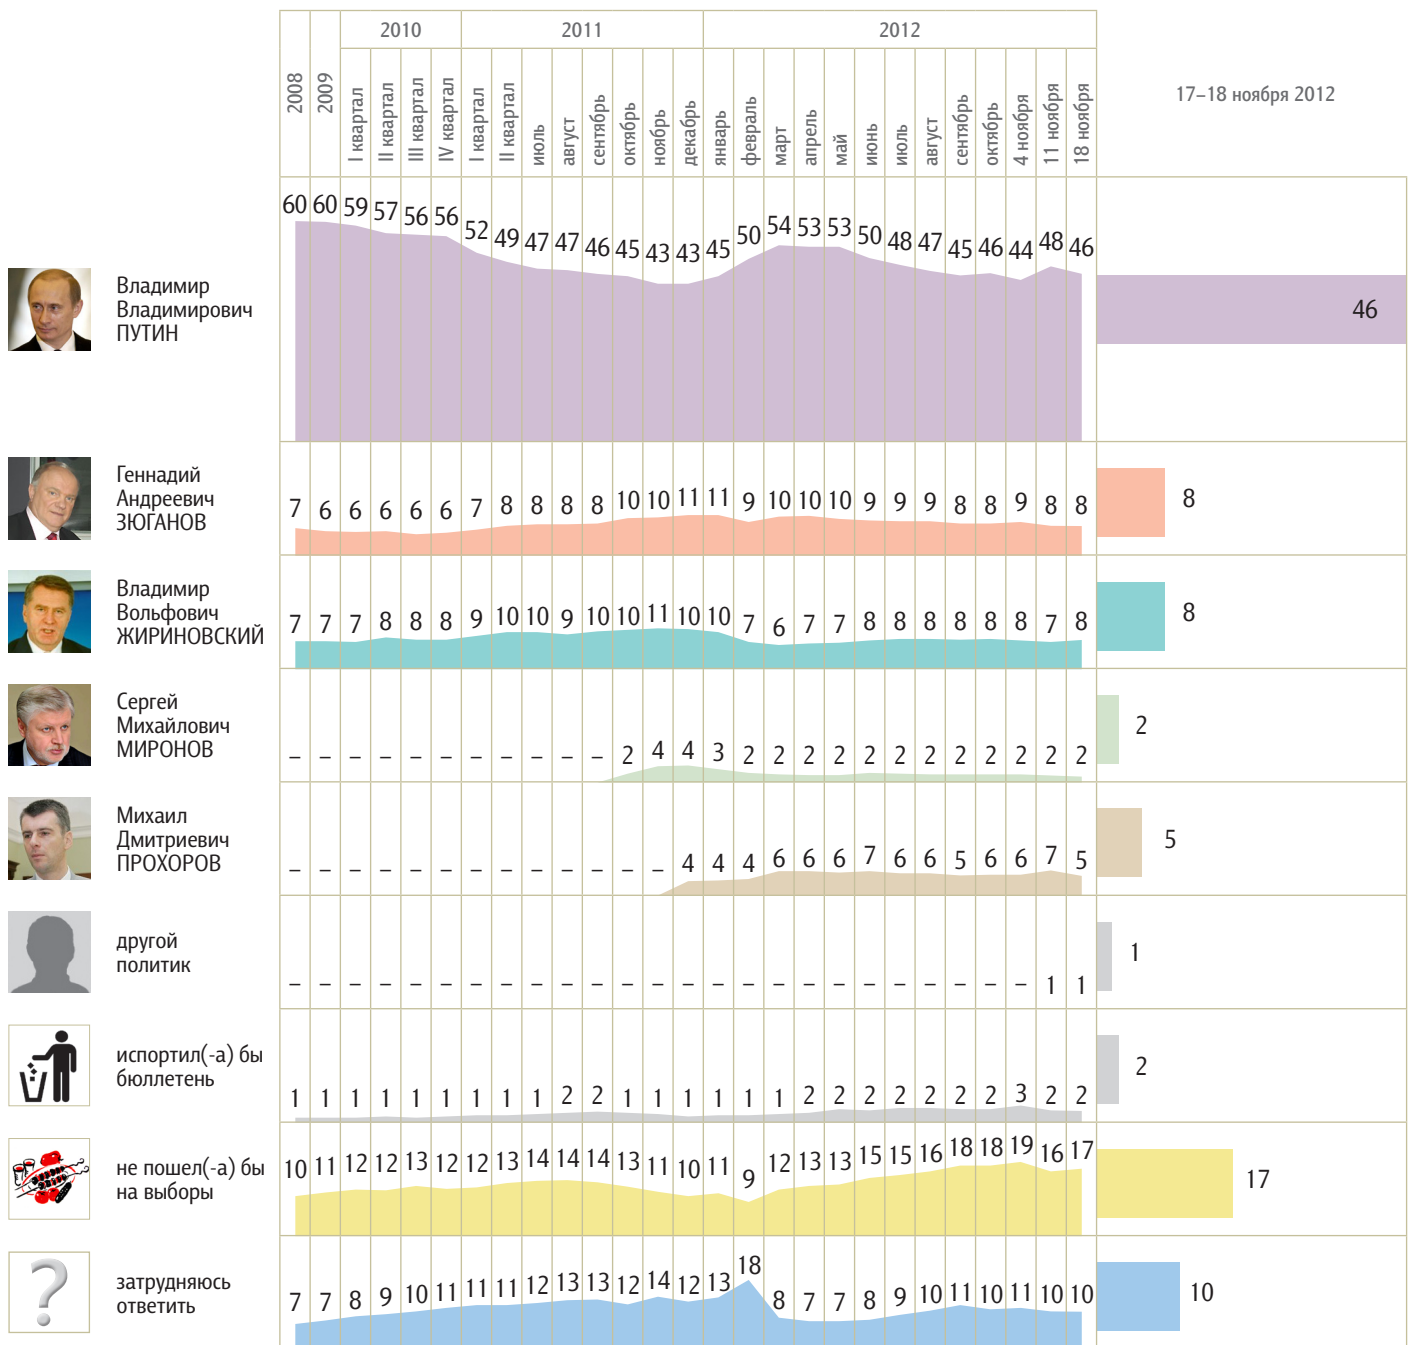 2010 2011 2012
2008 2009 I квартал II квартал III квартал IV квартал I квартал II квартал июль август сентябрь октябрь ноябрь декабрь январь февраль март апрель май июнь июль август сентябрь октябрь 4 ноября 11 ноября 18 ноября
17–18 ноября 2012
60 60 59 57 56 56 52 49 47 47 46 45 43 43 45 50 54 53 53 50 48 47 45 46 44 48 46
Владимир
Владимирович
ПУТИН
46
Геннадий
Андреевич
ЗЮГАНОВ
7 6 6 6 6 6 7 8 8 8 8 10 10 11 11 9 10 10 10 9 9 9 8 8 9 8 8
8
Владимир
Вольфович
ЖИРИНОВСКИЙ
7 7 7 8 8 8 9 10 10 9 10 10 11 10 10 7 6 7 7 8 8 8 8 8 8 7 8
8
Сергей
Михайлович
МИРОНОВ
– – – – – – – – – – – 2 4 4 3 2 2 2 2 2 2 2 2 2 2 2 2
2
Михаил
Дмитриевич
ПРОХОРОВ
– – – – – – – – – – – – – 4 4 4 6 6 6 7 6 6 5 6 6 7 5
5
другой
политик
– – – – – – – – – – – – – – – – – – – – – – – – – 1 1
1
испортил(-а) бы
бюллетень
1 1 1 1 1 1 1 1 1 2 2 1 1 1 1 1 1 2 2 2 2 2 2 2 3 2 2
2
не пошел(-а) бы
на выборы
10 11 12 12 13 12 12 13 14 14 14 13 11 10 11 9 12 13 13 15 15 16 18 18 19 16 17
17
затрудняюсь
ответить
7 7 8 9 10 11 11 11 12 13 13 12 14 12 13 18 8 7 7 8 9 10 11 10 11 10 10
10
?